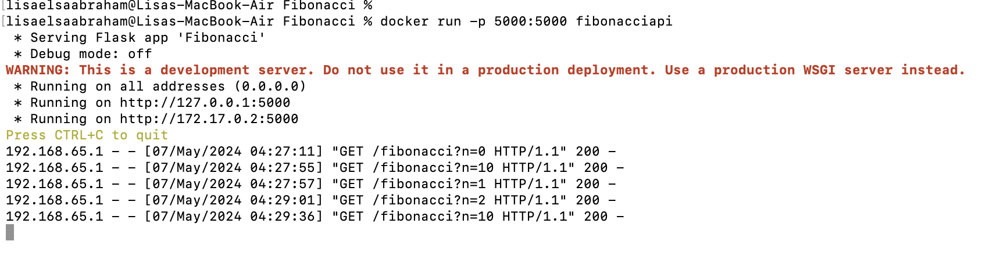 [lisaelsaabraham@Lisas-MacBook-Air Fibonacci %
[lisaelsaabraham@Lisas-MacBook-Air Fibonacci % docker run -p 5000:5000 fibonacciapi
 * Serving Flask app 'Fibonacci'
 * Debug mode: off
WARNING: This is a development server. Do not use it in a production deployment. Use a production WSGI server instead.
 * Running on all addresses (0.0.0.0)
 * Running on http://127.0.0.1:5000
 * Running on http://172.17.0.2:5000
Press CTRL+C to quit
192.168.65.1 - - [07/May/2024 04:27:11] "GET /fibonacci?n=0 HTTP/1.1" 200 -
192.168.65.1 - - [07/May/2024 04:27:55] "GET /fibonacci?n=10 HTTP/1.1" 200 -
192.168.65.1 - - [07/May/2024 04:27:57] "GET /fibonacci?n=1 HTTP/1.1" 200 -
192.168.65.1 - - [07/May/2024 04:29:01] "GET /fibonacci?n=2 HTTP/1.1" 200 -
192.168.65.1 - - [07/May/2024 04:29:36] "GET /fibonacci?n=10 HTTP/1.1" 200 -